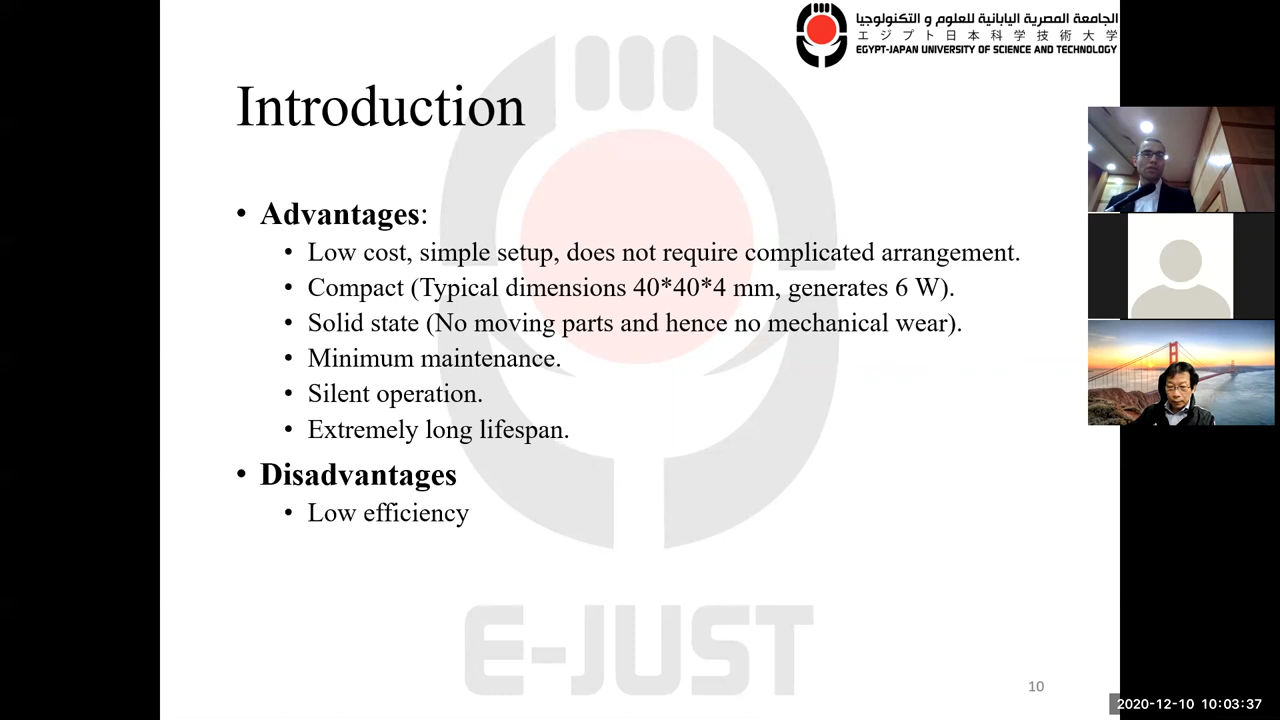 الجامعة المصرية اليابانية للعلوم و التكنولوجيا
エジプト日本科学技術大学
EGYPT-JAPAN UNIVERSITY OF SCIENCE AND TECHNOLOGY
Introduction
• Advantages:
• Low cost, simple setup, does not require complicated arrangement.
• Compact (Typical dimensions 40*40*4 mm, generates 6 W).
• Solid state (No moving parts and hence no mechanical wear).
• Minimum maintenance.
• Silent operation.
• Extremely long lifespan.
• Disadvantages
• Low efficiency
E-JUST
10
2020-12-10 10:03:37